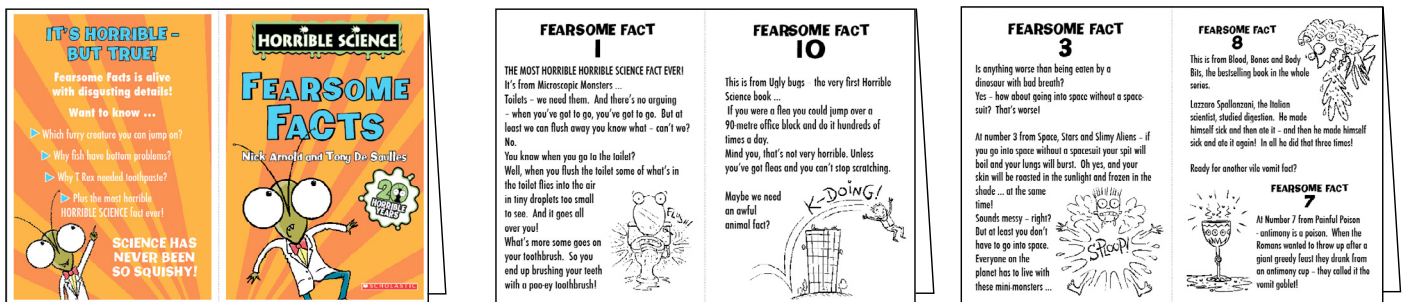 IT'S HORRIBLE –
BUT TRUE!
Fearsome Facts is alive
with disgusting details!
Want to know ...
Which furry creature you can jump on?
Why fish have bottom problems?
Why T Rex needed toothpaste?
Plus the most horrible
HORRIBLE SCIENCE fact ever!
SCIENCE HAS
NEVER BEEN
SO SQUISHY!
HORRIBLE SCIENCE
FEARSOME
FACTS
Nick Arnold and Tony De Saulles
20
HORRIBLE
YEARS
SCHOLASTIC
FEARSOME FACT
1
THE MOST HORRIBLE HORRIBLE SCIENCE FACT EVER!
It's from Microscopic Monsters ...
Toilets – we need them. And there's no arguing
– when you've got to go, you've got to go. But at
least we can flush away you know what – can't we?
No.
You know when you go to the toilet?
Well, when you flush the toilet some of what's in
the toilet flies into the air
in tiny droplets too small
to see. And it goes all
over you!
What's more some goes on
your toothbrush. So you
end up brushing your teeth
with a poo-ey toothbrush!
FLUSH!
FEARSOME FACT
10
This is from Ugly bugs – the very first Horrible
Science book ...
If you were a flea you could jump over a
90-metre office block and do it hundreds of
times a day.
Mind you, that's not very horrible. Unless
you've got fleas and you can't stop scratching.
Maybe we need
an awful
animal fact?
DOING!
FEARSOME FACT
3
Is anything worse than being eaten by a
dinosaur with bad breath?
Yes – how about going into space without a space-
suit? That's worse!
At number 3 from Space, Stars and Slimy Aliens – if
you go into space without a spacesuit your spit will
boil and your lungs will burst. Oh yes, and your
skin will be roasted in the sunlight and frozen in the
shade ... at the same
time!
Sounds messy – right?
But at least you don't
have to go into space.
Everyone on the
planet has to live with
these mini-monsters ...
SPLOOP!
FEARSOME FACT
8
This is from Blood, Bones and Body
Bits, the bestselling book in the whole
series.
Lazzaro Spallanzani, the Italian
scientist, studied digestion. He made
himself sick and then ate it – and then he made himself
sick and ate it again! In all he did that three times!
Ready for another vile vomit fact?
FEARSOME FACT
7
At Number 7 from Painful Poison
- antimony is a poison. When the
Romans wanted to throw up after a
giant greedy feast they drank from
an antimony cup – they called it the
vomit goblet!